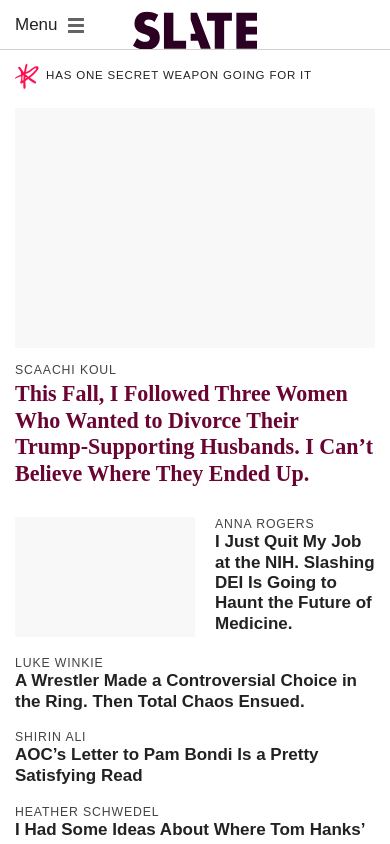 Menu
SLATE
HAS ONE SECRET WEAPON GOING FOR IT
SCAACHI KOUL
This Fall, I Followed Three Women
Who Wanted to Divorce Their
Trump-Supporting Husbands. I Can’t
Believe Where They Ended Up.
ANNA ROGERS
I Just Quit My Job
at the NIH. Slashing
DEI Is Going to
Haunt the Future of
Medicine.
LUKE WINKIE
A Wrestler Made a Controversial Choice in
the Ring. Then Total Chaos Ensued.
SHIRIN ALI
AOC’s Letter to Pam Bondi Is a Pretty
Satisfying Read
HEATHER SCHWEDEL
I Had Some Ideas About Where Tom Hanks’